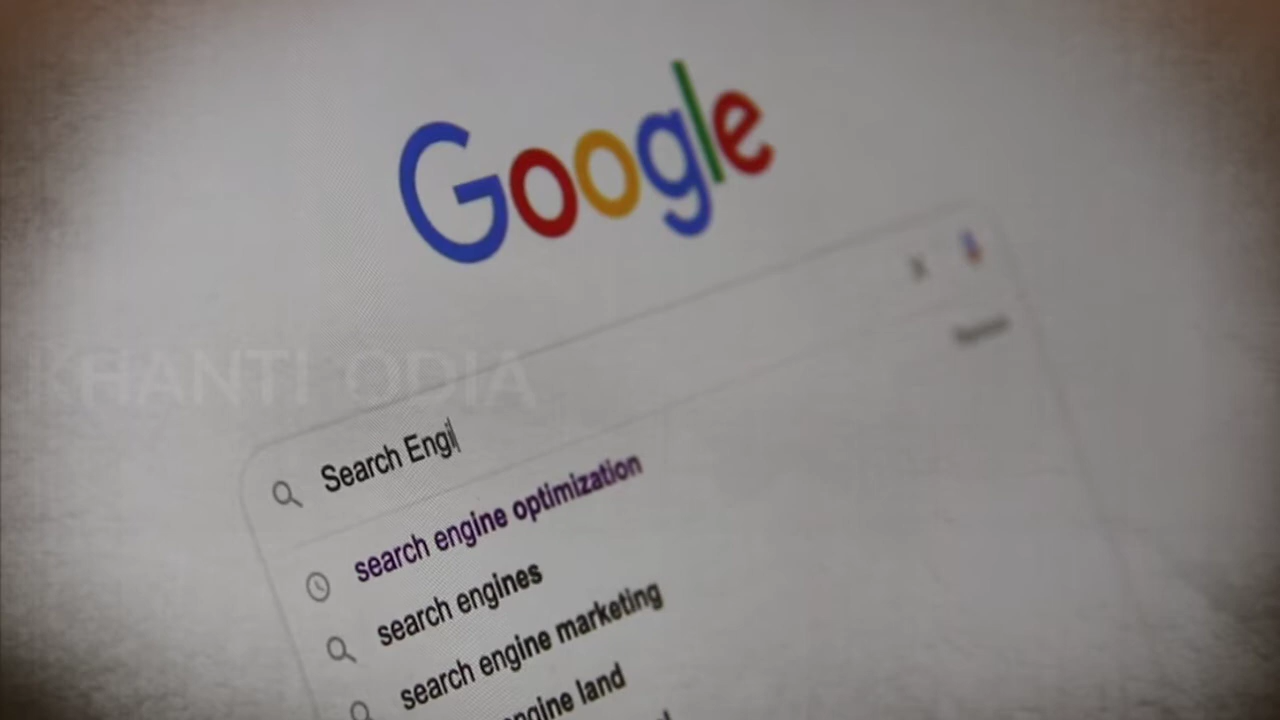 Google
KHANTI ODIA
Search Engi
search engine optimization
search engines
search engine marketing
engine land